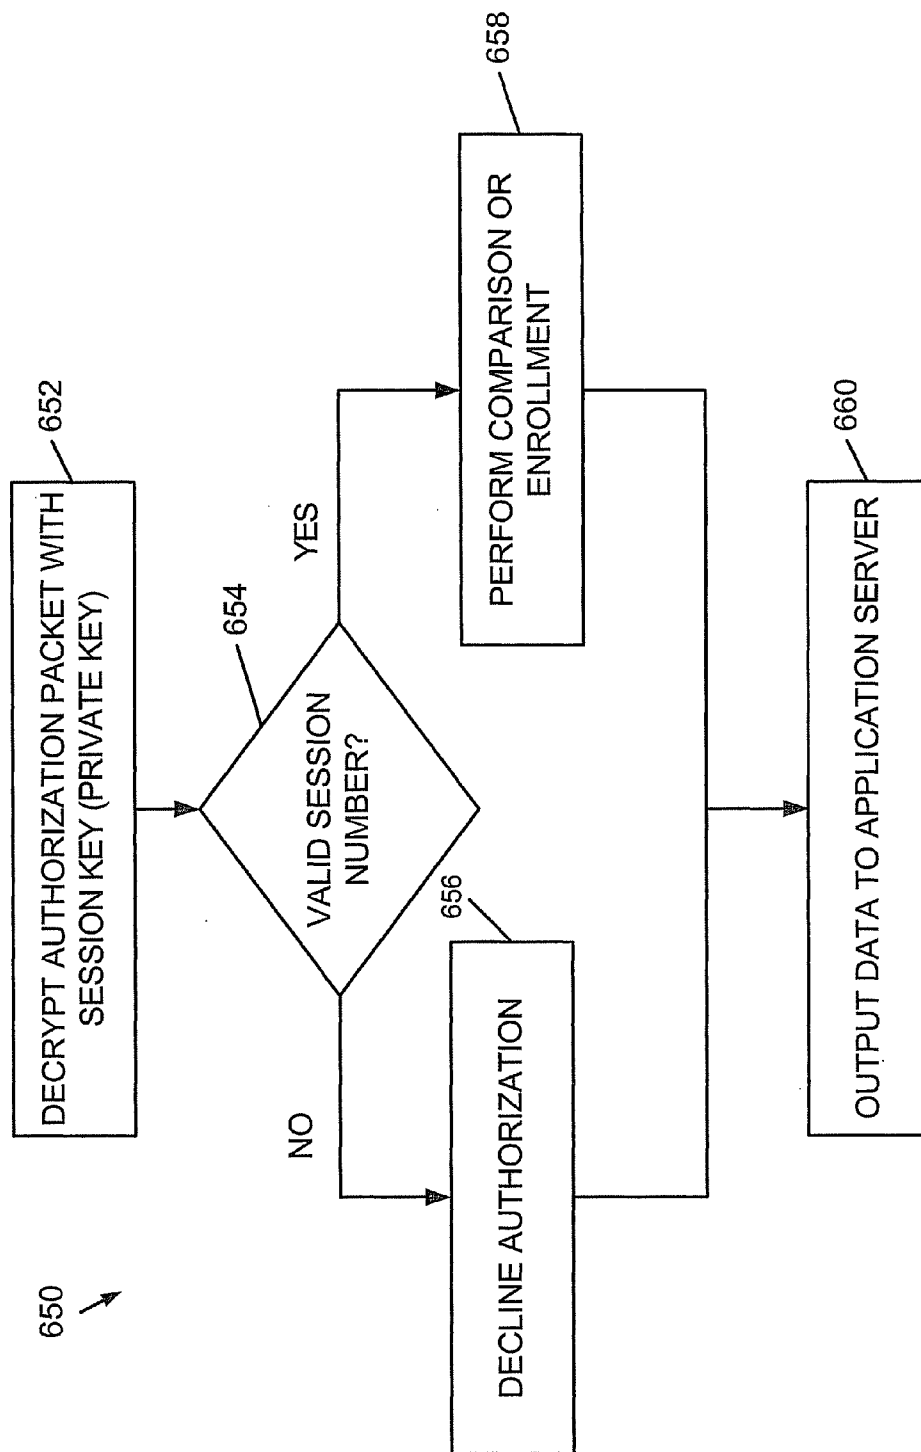 650
652
DECRYPT AUTHORIZATION PACKET WITH
SESSION KEY (PRIVATE KEY)
654
VALID SESSION
NUMBER?
NO
YES
656
DECLINE AUTHORIZATION
658
PERFORM COMPARISON OR
ENROLLMENT
660
OUTPUT DATA TO APPLICATION SERVER